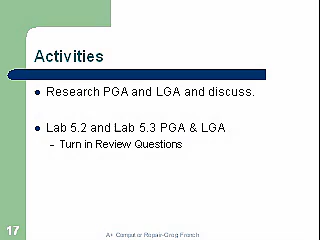 Activities
● Research PGA and LGA and discuss.
● Lab 5.2 and Lab 5.3 PGA & LGA
– Turn in Review Questions
17
A+ Computer Repair-Greg French